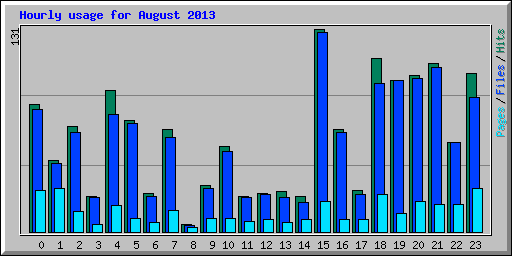 Hourly usage for August 2013
131
Pages/Files/Hits
0 1 2 3 4 5 6 7 8 9 10 11 12 13 14 15 16 17 18 19 20 21 22 23